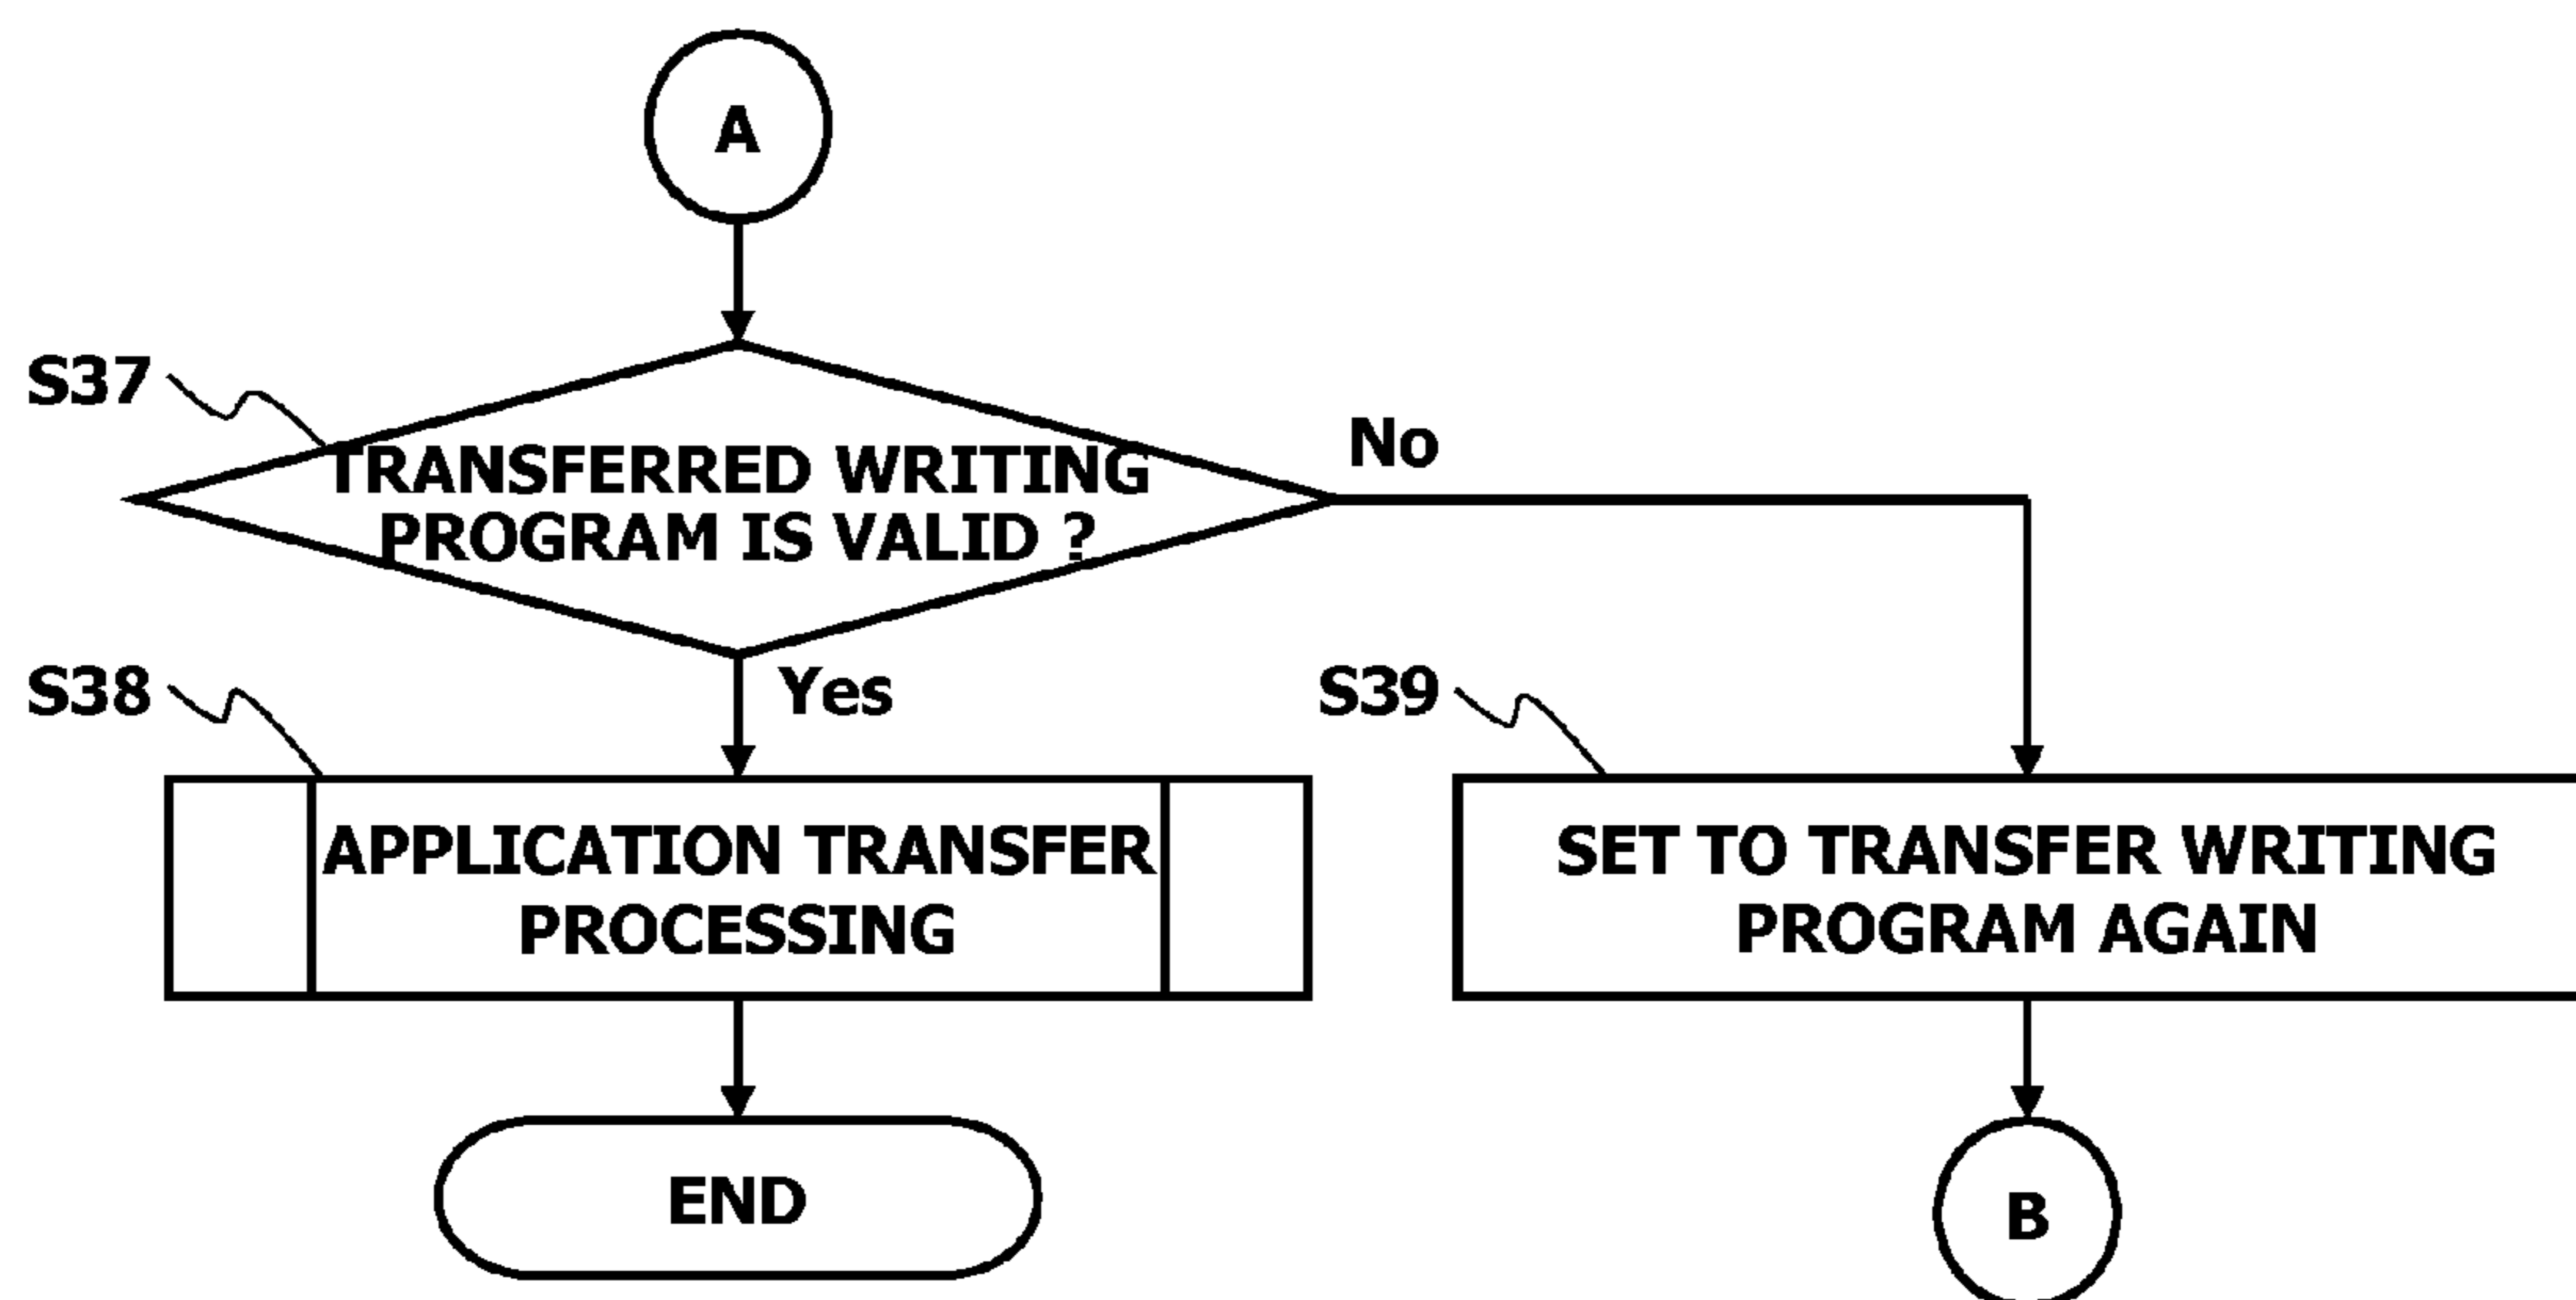 A
S37
TRANSFERRED WRITING
PROGRAM IS VALID ?
No
S38
Yes
S39
APPLICATION TRANSFER
PROCESSING
SET TO TRANSFER WRITING
PROGRAM AGAIN
END
B